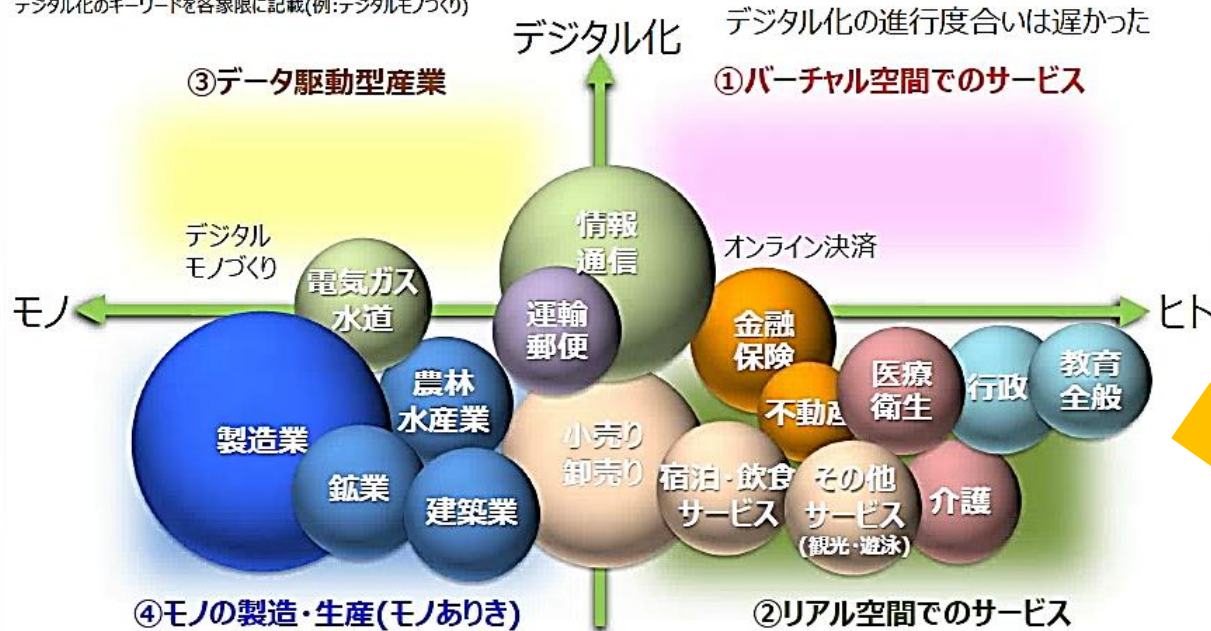 デジタル化のキーワードを各象限に記載(例:デジタルモノづくり)
デジタル化の進行度合いは遅かった
デジタル化
③データ駆動型産業
①バーチャル空間でのサービス
情報
通信
デジタル
モノづくり
オンライン決済
電気ガス
水道
モノ
運輸
郵便
金融
保険
ヒト
農林
水産業
医療
衛生
行政
教育
全般
不動産
製造業
小売り
卸売り
鉱業
建築業
宿泊・飲食
サービス
その他
サービス
(観光・遊泳)
介護
④モノの製造・生産(モノありき)
②リアル空間でのサービス